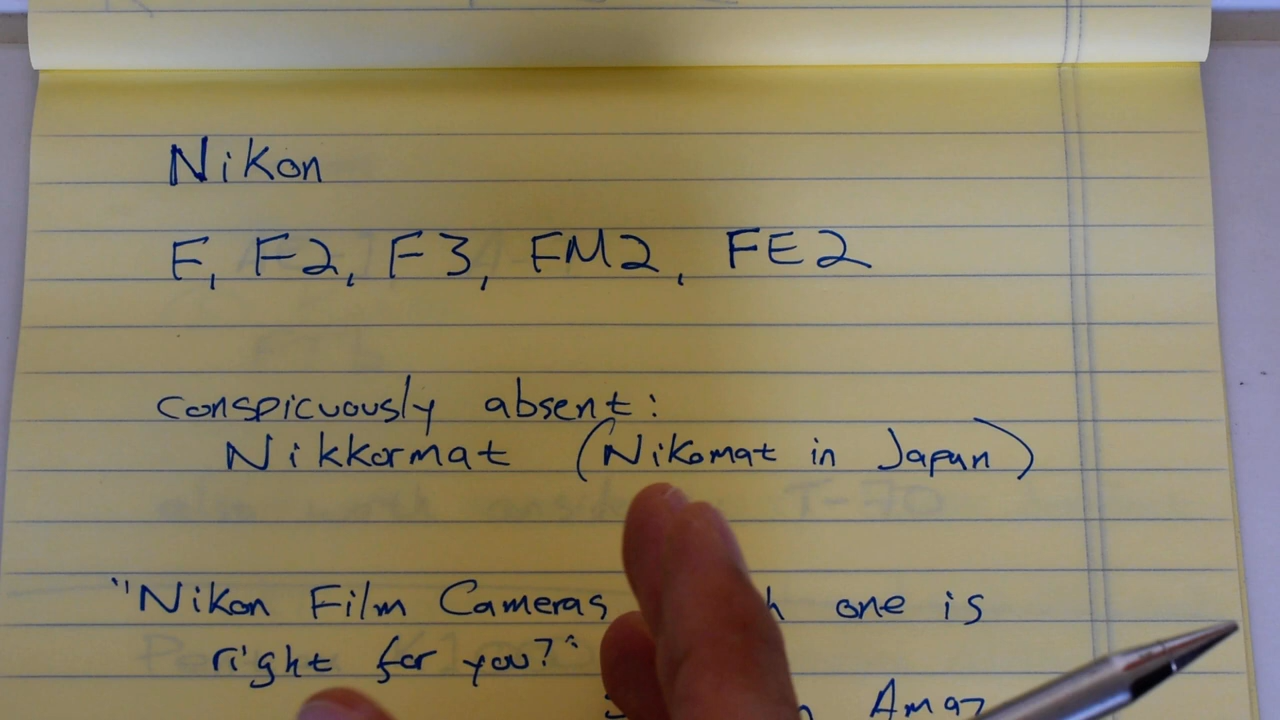 Nikon
F, F2, F3, FM2, FE2
conspicuously absent:
Nikkormat (Nikomat in Japan)
"Nikon Film Cameras one is
right for you?"